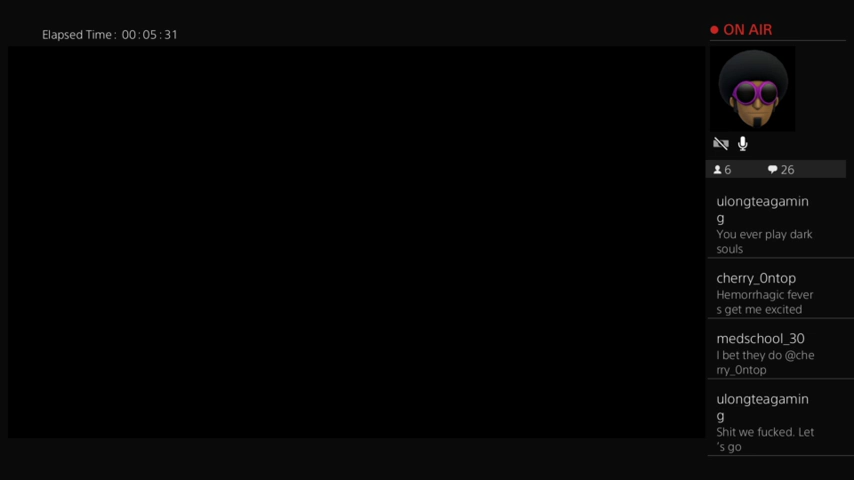 Elapsed Time: 00:05:31
ON AIR
6 26
ulongteagamin
g
You ever play dark
souls
cherry_0ntop
Hemorrhagic fever
s get me excited
medschool_30
I bet they do @che
rry_0ntop
ulongteagamin
g
Shit we fucked. Let
's go